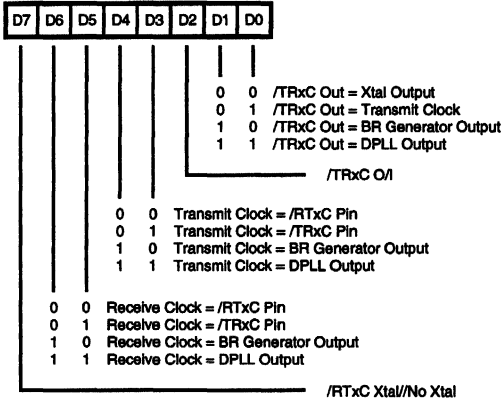 D7 D6 D5 D4 D3 D2 D1 D0
0 0 /TRxC Out = Xtal Output
0 1 /TRxC Out = Transmit Clock
1 0 /TRxC Out = BR Generator Output
1 1 /TRxC Out = DPLL Output
/TRxC O/I
0 0 Transmit Clock = /RTxC Pin
0 1 Transmit Clock = /TRxC Pin
1 0 Transmit Clock = BR Generator Output
1 1 Transmit Clock = DPLL Output
0 0 Receive Clock = /RTxC Pin
0 1 Receive Clock = /TRxC Pin
1 0 Receive Clock = BR Generator Output
1 1 Receive Clock = DPLL Output
/RTxC Xtal//No Xtal